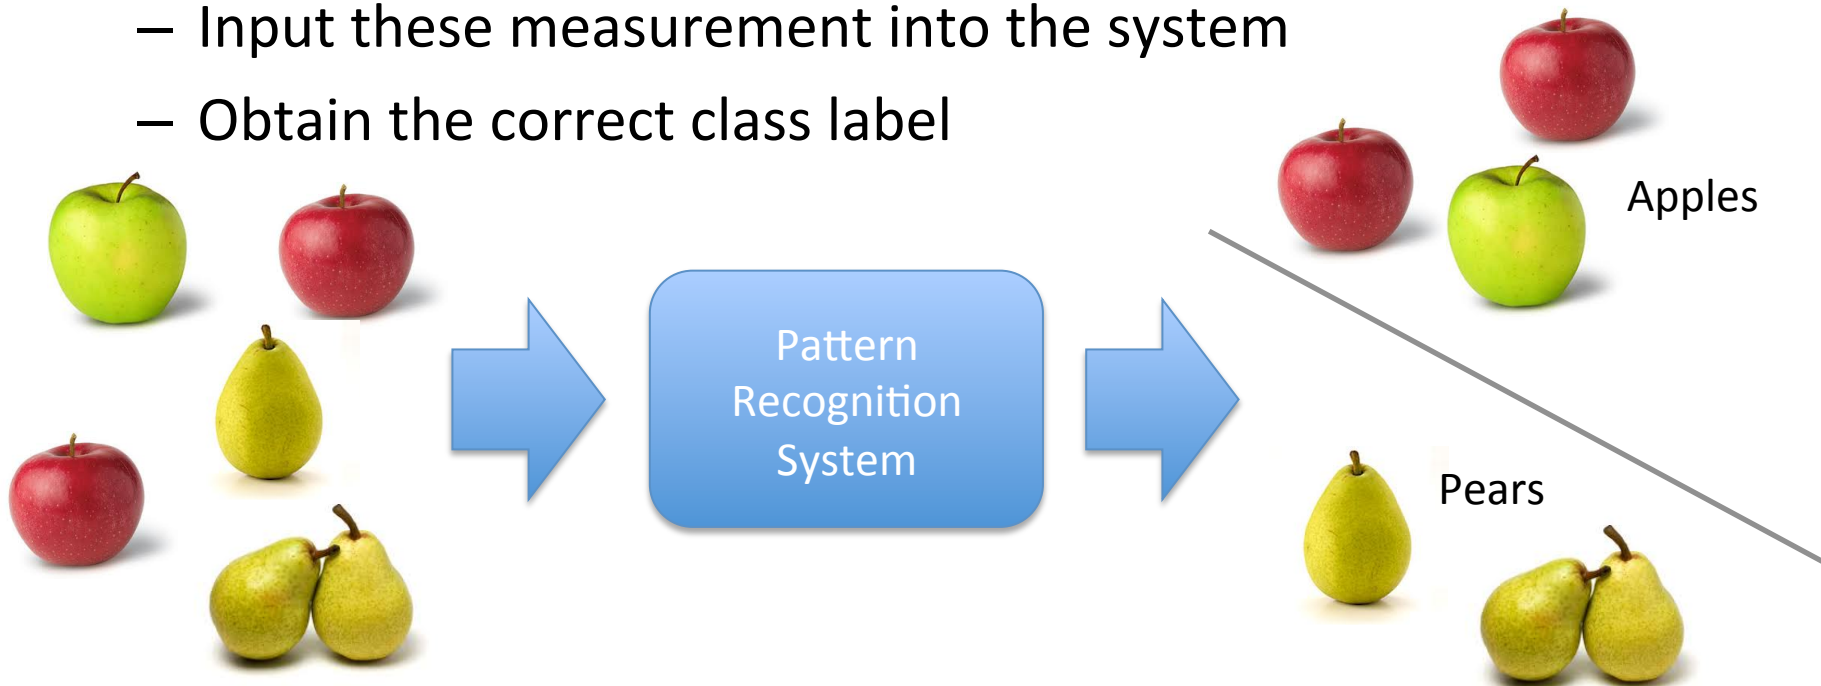 – Input these measurement into the system
– Obtain the correct class label
Apples
Pattern
Recognition
System
Pears